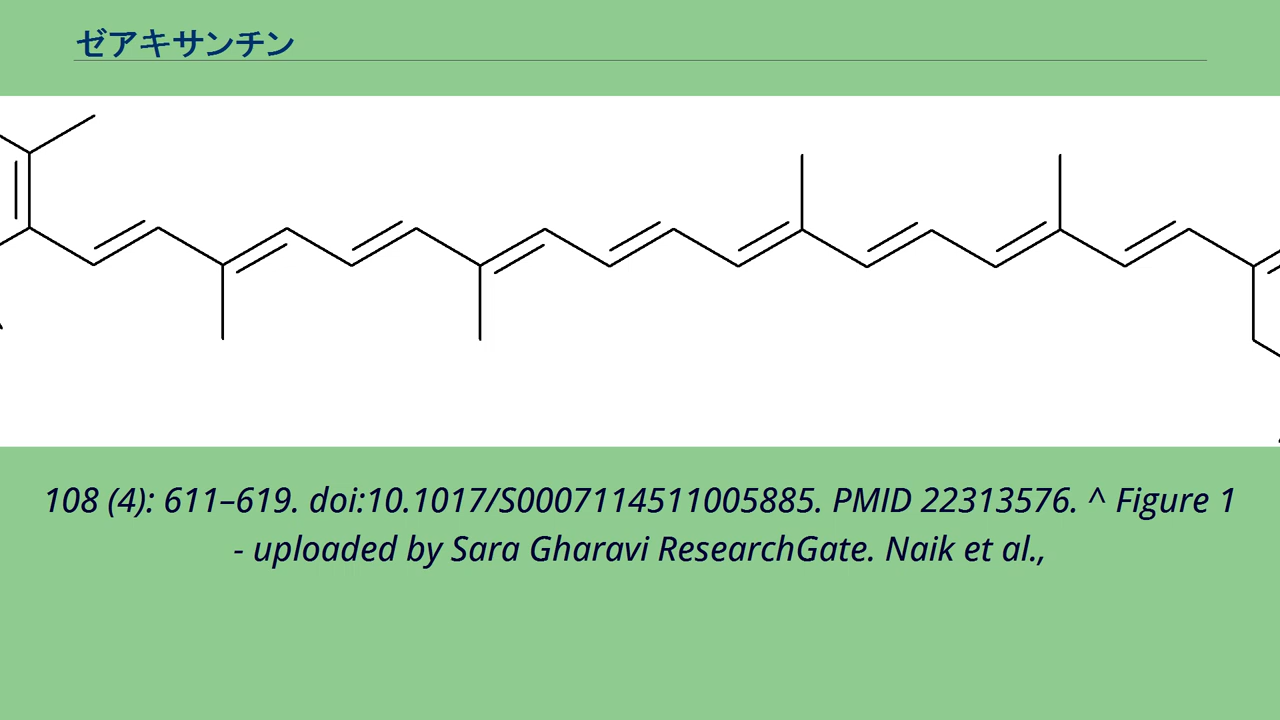 ゼアキサンチン
108 (4): 611–619. doi:10.1017/S0007114511005885. PMID 22313576. ^ Figure 1
- uploaded by Sara Gharavi ResearchGate. Naik et al.,